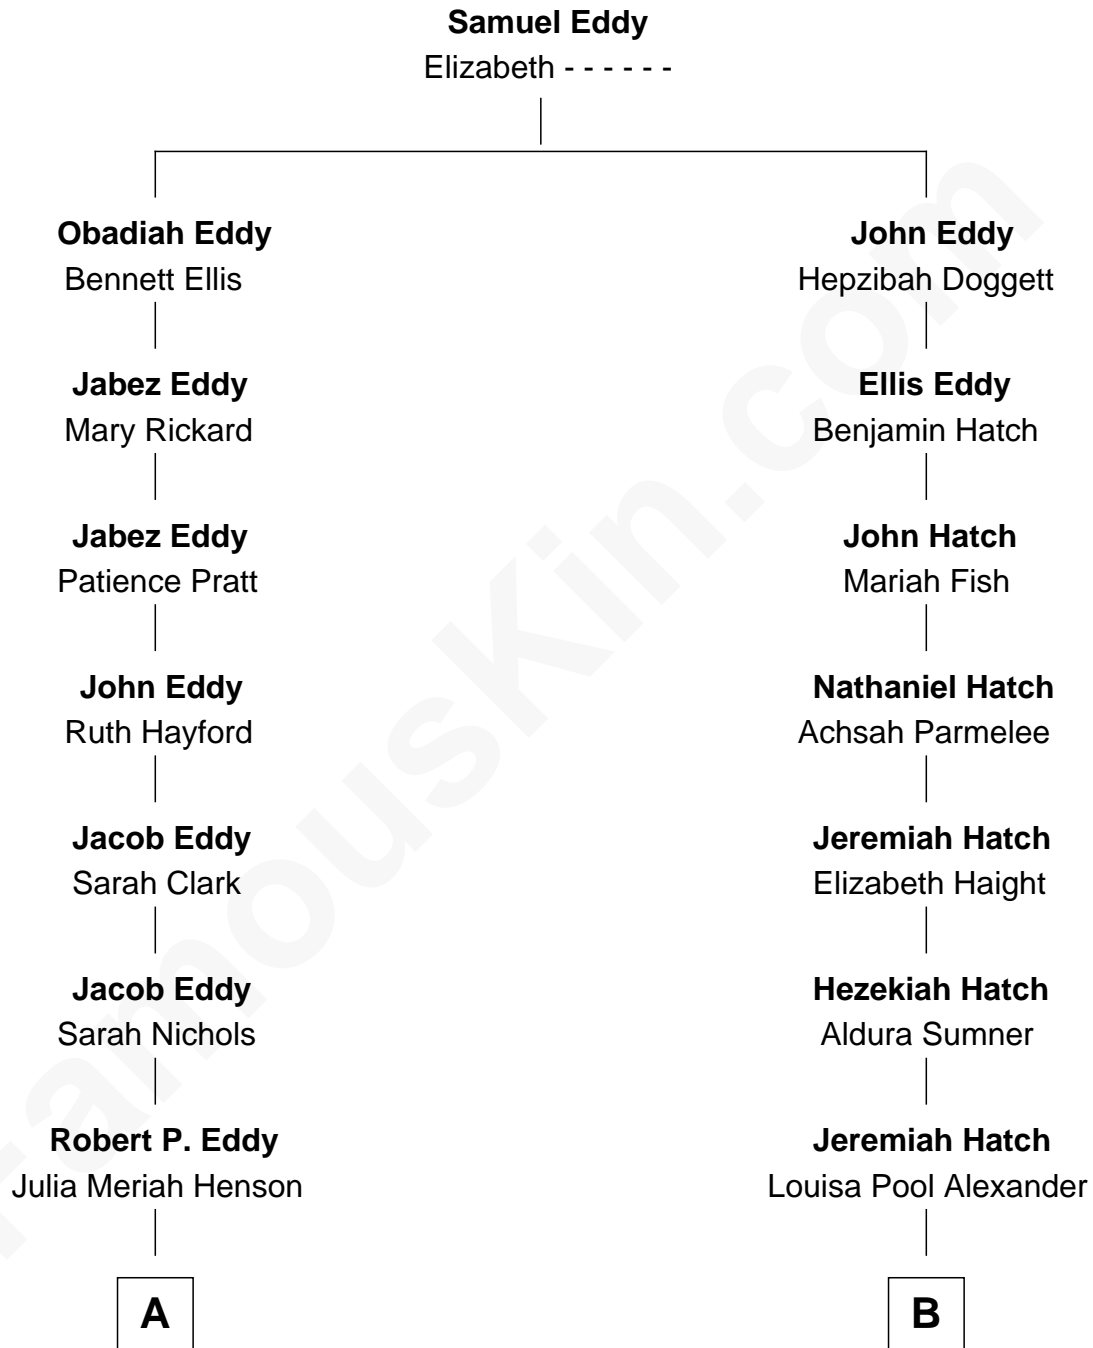 Samuel Eddy
Elizabeth - - - - - -
Obadiah Eddy
Bennett Ellis
John Eddy
Hepzibah Doggett
Jabez Eddy
Mary Rickard
Ellis Eddy
Benjamin Hatch
Jabez Eddy
Patience Pratt
John Hatch
Mariah Fish
John Eddy
Ruth Hayford
Nathaniel Hatch
Achsah Parmelee
Jacob Eddy
Sarah Clark
Jeremiah Hatch
Elizabeth Haight
Jacob Eddy
Sarah Nichols
Hezekiah Hatch
Aldura Sumner
Robert P. Eddy
Julia Meriah Henson
Jeremiah Hatch
Louisa Pool Alexander
A
B
FamousKin.com